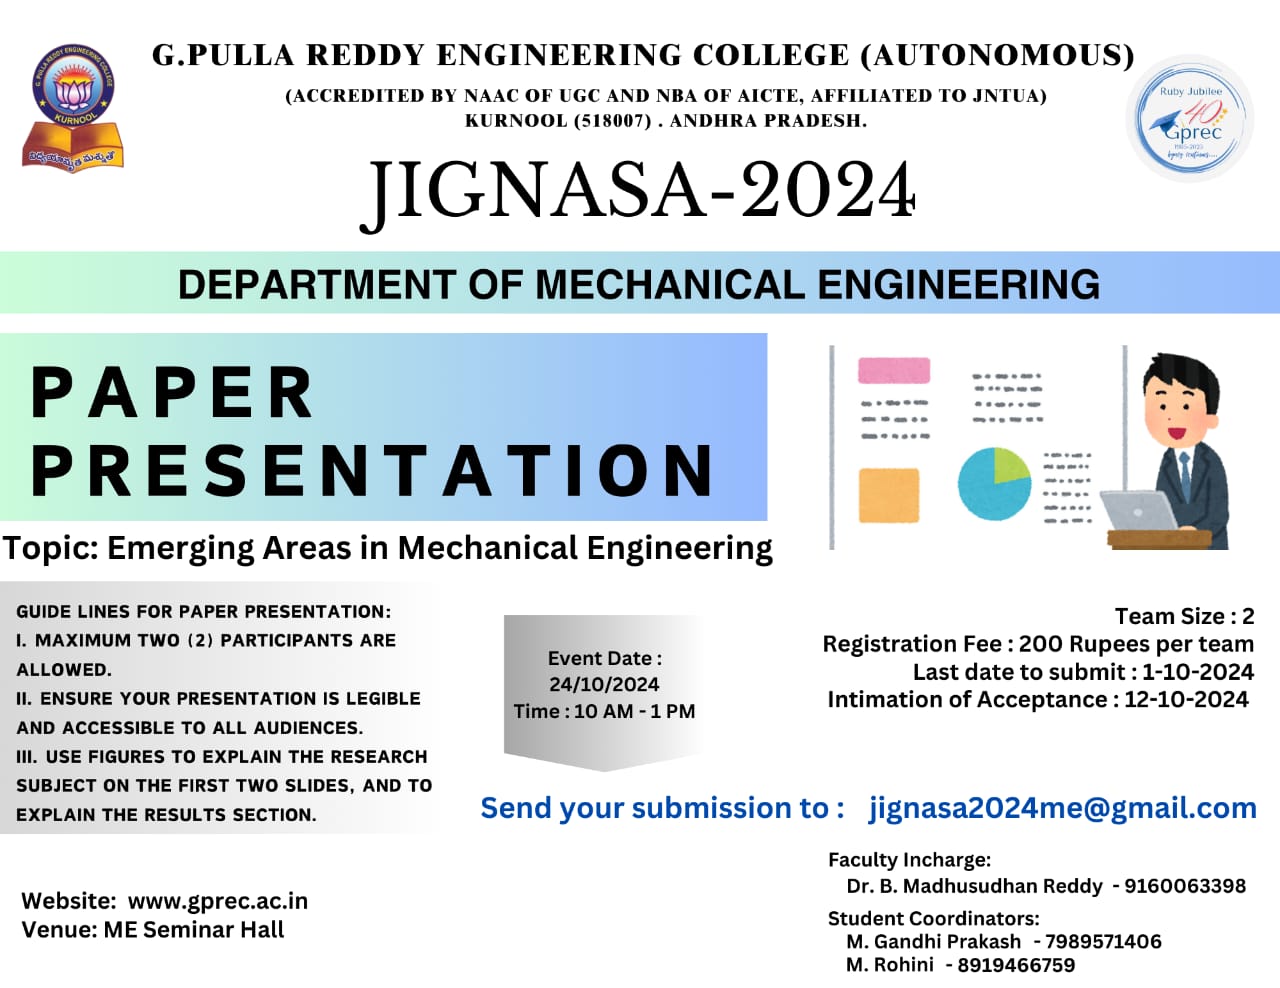 G.PULLA REDDY ENGINEERING COLLEGE (AUTONOMOUS)
(ACCREDITED BY NAAC OF UGC AND NBA OF AICTE, AFFILIATED TO JNTUA)
KURNOOL (518007) . ANDHRA PRADESH.
G. PULLA REDDY ENGINEERING COLLEGE
KURNOOL
Ruby Jubilee
40
Gprec
JIGNASA-2024
DEPARTMENT OF MECHANICAL ENGINEERING
PAPER
PRESENTATION
Topic: Emerging Areas in Mechanical Engineering
GUIDE LINES FOR PAPER PRESENTATION:
I. MAXIMUM TWO (2) PARTICIPANTS ARE
ALLOWED.
II. ENSURE YOUR PRESENTATION IS LEGIBLE
AND ACCESSIBLE TO ALL AUDIENCES.
III. USE FIGURES TO EXPLAIN THE RESEARCH
SUBJECT ON THE FIRST TWO SLIDES, AND TO
EXPLAIN THE RESULTS SECTION.
Event Date :
24/10/2024
Time : 10 AM - 1 PM
Team Size : 2
Registration Fee : 200 Rupees per team
Last date to submit : 1-10-2024
Intimation of Acceptance : 12-10-2024
Send your submission to : jignasa2024me@gmail.com
Website: www.gprec.ac.in
Venue: ME Seminar Hall
Faculty Incharge:
Dr. B. Madhusudhan Reddy - 9160063398
Student Coordinators:
M. Gandhi Prakash - 7989571406
M. Rohini - 8919466759